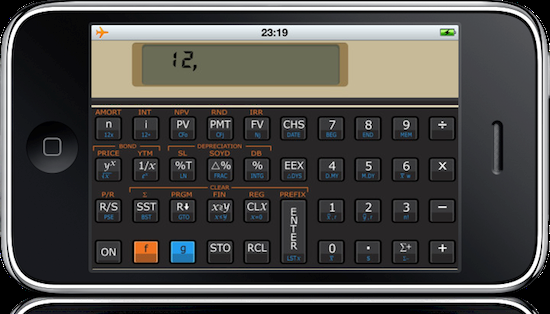 23:19
12,
AMORT INT NPV RND IRR
n i PV PMT FV CHS 7 8 9 ÷
12x 12÷ CFo CFj Nj DATE BEG END MEM
BOND DEPRECIATION
PRICE YTM SL SOYD DB
yx 1/x %T △% % EEX 4 5 6 x
√x ex LN FRAC INTG △DYS D.MY M.DY
CLEAR
P/R Σ PRGM FIN REG PREFIX
R/S SST R↓ x≷y CLX ENTER 1 2 3 −
PSE BST GTO x≤y x=0 n!
ON f g STO RCL 0 · Σ+ +
LSTx